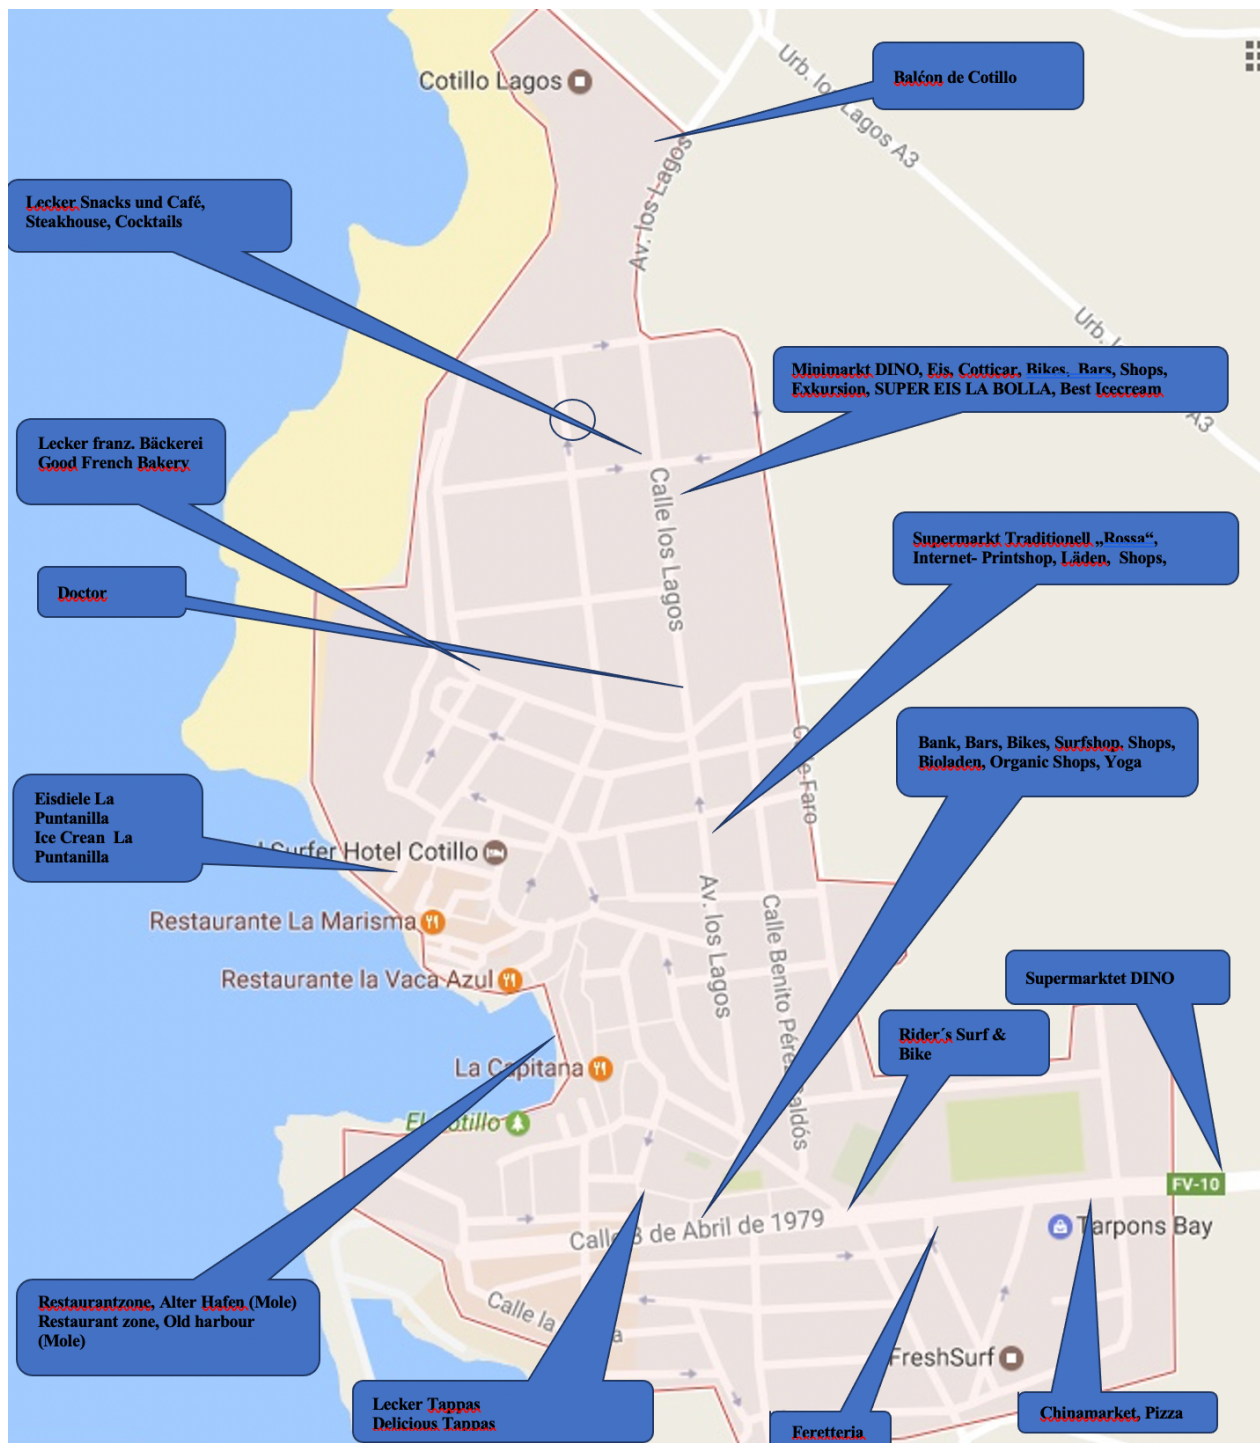 Cotillo Lagos
Balćon de Cotillo
Urb. los Lagos A3
Av. los Lagos
Lecker Snacks und Café,
Steakhouse, Cocktails
Urb. L
A3
Minimarkt DINO, Eis, Cotticar, Bikes, Bars, Shops,
Exkursion, SUPER EIS LA BOLLA, Best Icecream
Lecker franz. Bäckerei
Good French Bakery
Calle los Lagos
Supermarkt Traditionell „Rossa“,
Internet- Printshop, Läden, Shops,
Doctor
Bank, Bars, Bikes, Surfshop, Shops,
Bioladen, Organic Shops, Yoga
Faro
Eisdiele La
Puntanilla
Ice Crean La
Puntanilla
Surfer Hotel Cotillo
Restaurante La Marisma
Av. los Lagos
Calle Benito Pérez Galdós
Restaurante la Vaca Azul
Supermarktet DINO
Rider´s Surf &
Bike
La Capitana
El Cotillo
FV-10
Calle 3 de Abril de 1979
Tarpons Bay
Restaurantzone, Alter Hafen (Mole)
Restaurant zone, Old harbour
(Mole)
Calle la
FreshSurf
Lecker Tappas
Delicious Tappas
Feretteria
Chinamarket, Pizza